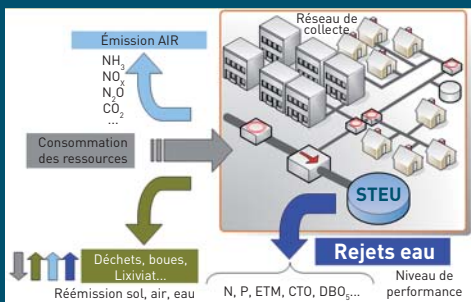 Émission AIR
Réseau de
collecte
NH3
NOX
N2O
CO2
...
Consommation
des ressources
STEU
Déchets, boues,
Lixiviat...
Rejets eau
Réémission sol, air, eau
N, P, ETM, CTO, DBO5...
Niveau de
performance